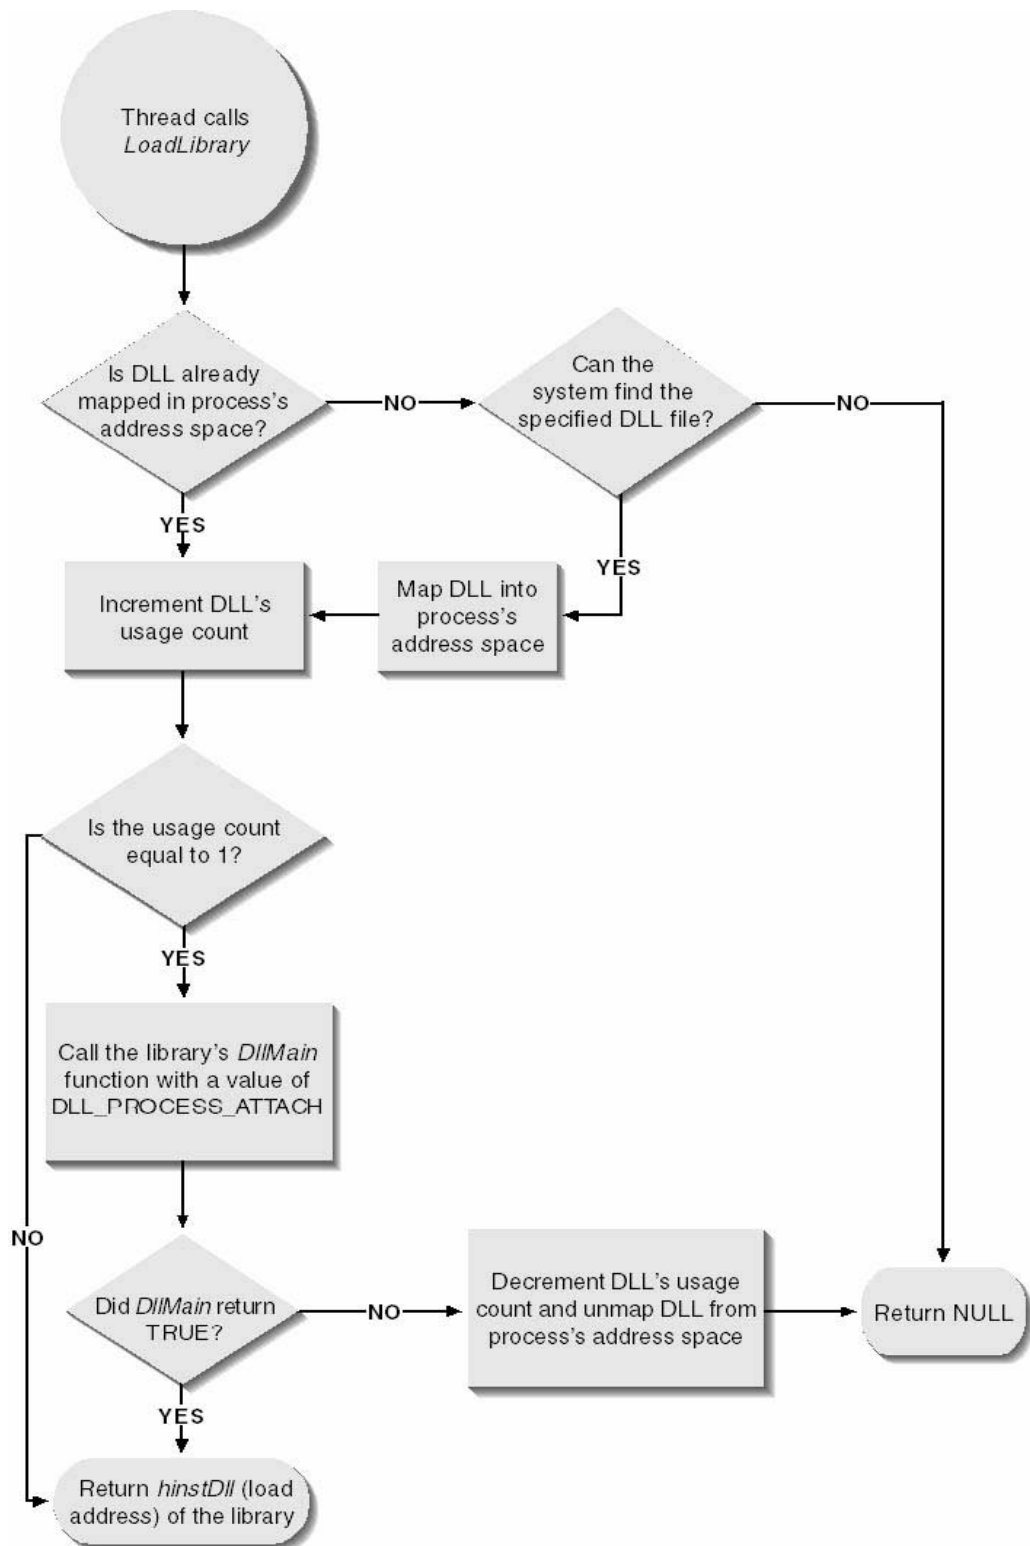 Thread calls
LoadLibrary
Is DLL already
mapped in process's
address space?
NO
Can the
system find the
specified DLL file?
NO
YES
YES
Increment DLL's
usage count
Map DLL into
process's
address space
Is the usage count
equal to 1?
YES
Call the library's DllMain
function with a value of
DLL_PROCESS_ATTACH
NO
Did DllMain return
TRUE?
NO
Decrement DLL's usage
count and unmap DLL from
process's address space
Return NULL
YES
Return hinstDll (load
address) of the library